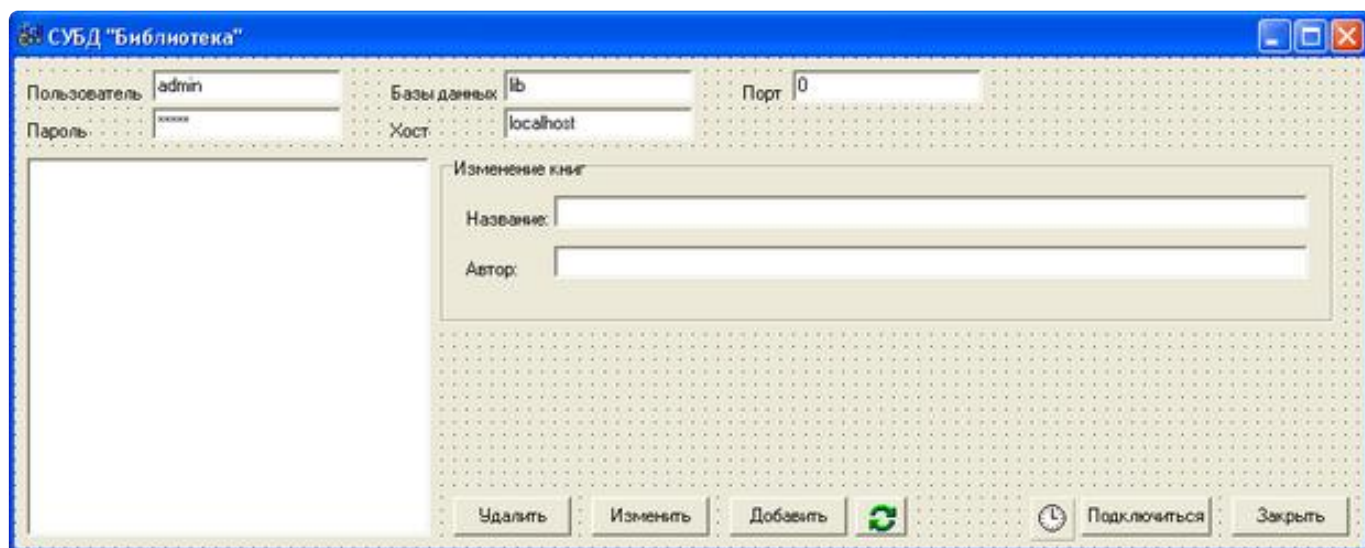 СУБД "Библиотека"
Пользователь admin Базы данных lib Порт 0
Пароль ***** Хост localhost
Изменение книг
Название:
Автор:
Удалить Изменить Добавить Подключиться Закрыть